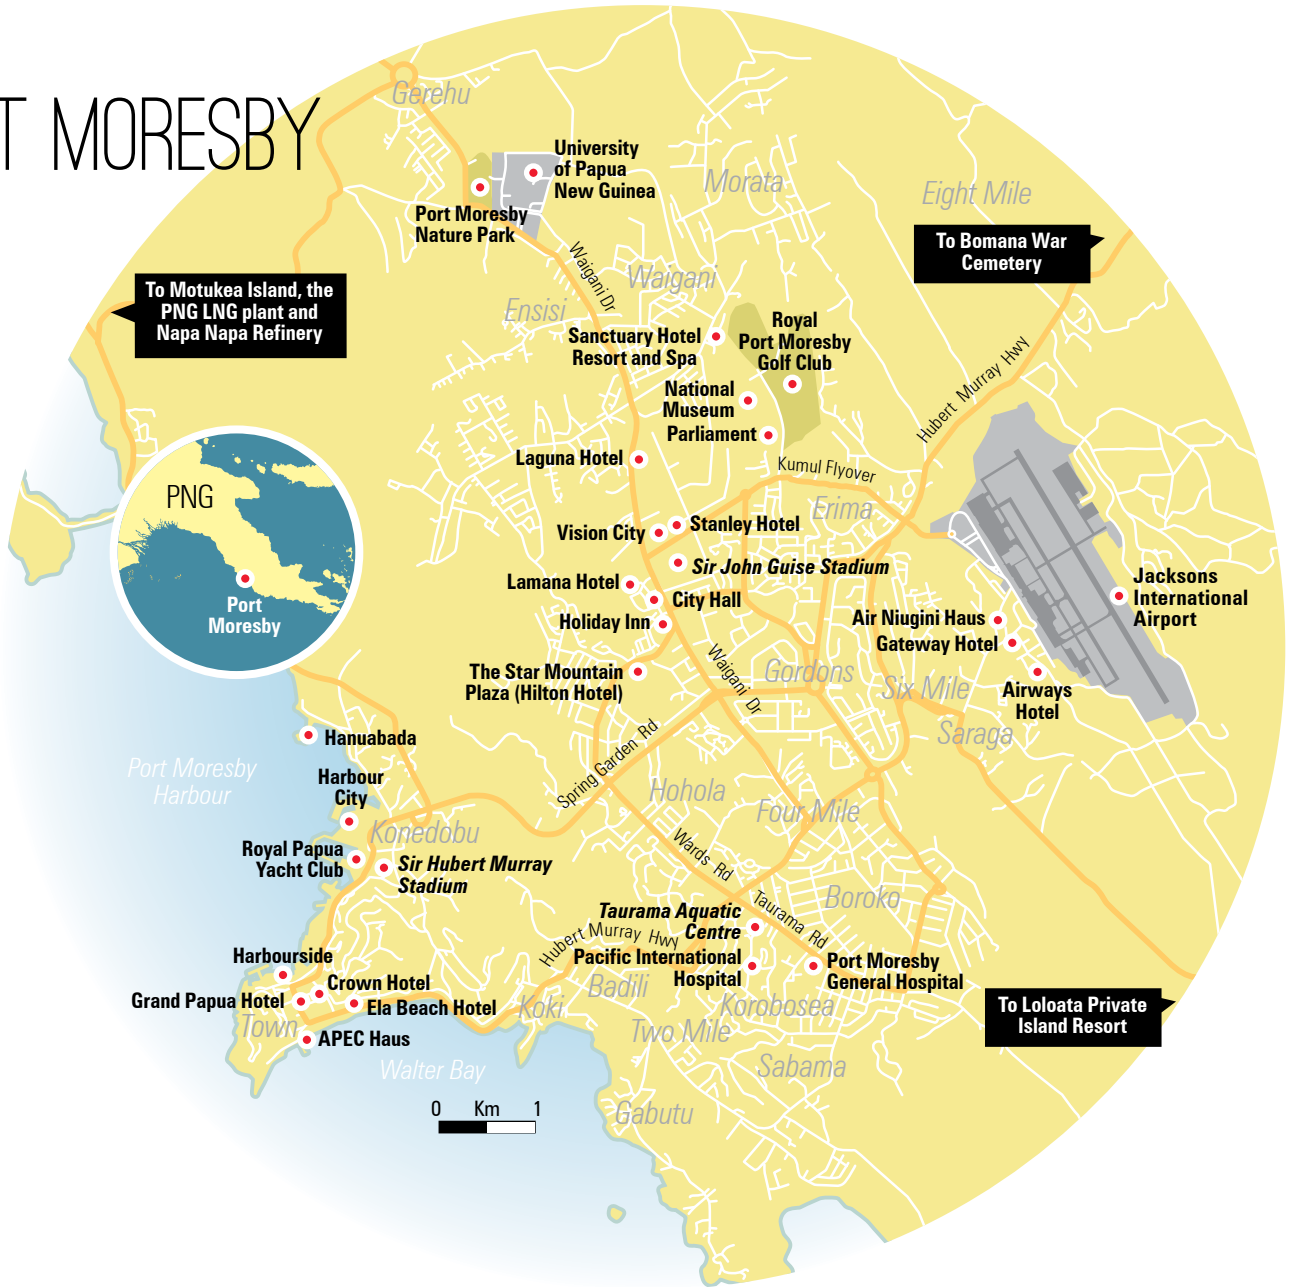 T MORESBY
Gerehu
University
of Papua
New Guinea
Port Moresby
Nature Park
Morata
Eight Mile
To Bomana War
Cemetery
Waigani Dr
Waigani
Ensisi
To Motukea Island, the
PNG LNG plant and
Napa Napa Refinery
Sanctuary Hotel
Resort and Spa
Royal
Port Moresby
Golf Club
National
Museum
Parliament
Hubert Murray Hwy
Laguna Hotel
Kumul Flyover
Erima
PNG
Port
Moresby
Vision City
Stanley Hotel
Sir John Guise Stadium
Lamana Hotel
City Hall
Holiday Inn
Jacksons
International
Airport
Air Niugini Haus
Gateway Hotel
Airways
Hotel
The Star Mountain
Plaza (Hilton Hotel)
Waigani Dr
Gordons
Six Mile
Saraga
Hanuabada
Port Moresby
Harbour
Harbour
City
Spring Garden Rd
Hohola
Four Mile
Konedobu
Royal Papua
Yacht Club
Sir Hubert Murray
Stadium
Wards Rd
Boroko
Taurama Aquatic
Centre
Taurama Rd
Hubert Murray Hwy
Pacific International
Hospital
Port Moresby
General Hospital
Harbourside
Crown Hotel
Grand Papua Hotel
Ela Beach Hotel
Town
APEC Haus
Koki
Badili
Korobosea
Two Mile
To Loloata Private
Island Resort
Walter Bay
Sabama
Gabutu
0 Km 1